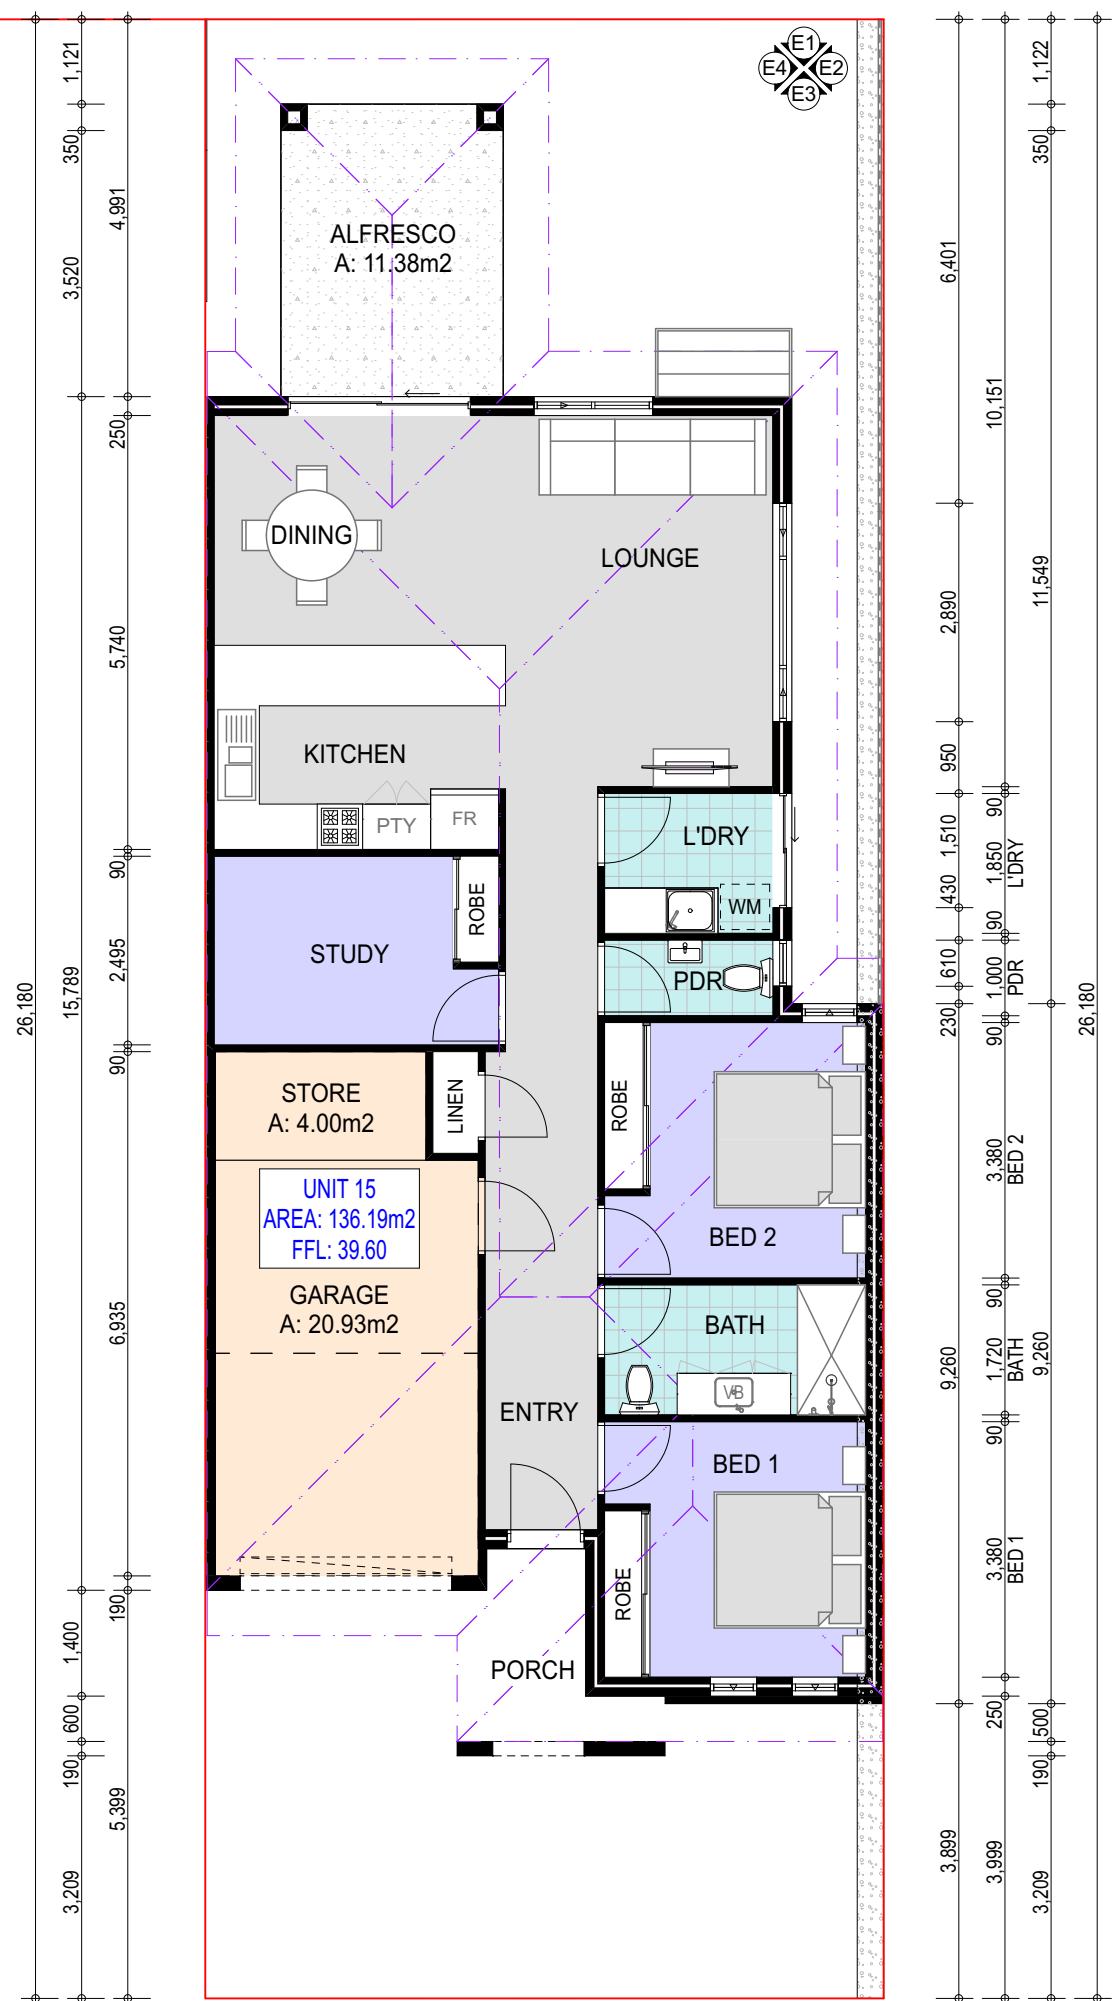 E1
E4
E2
E3
ALFRESCO
A: 11.38m2
DINING
LOUNGE
KITCHEN
PTY
FR
L'DRY
WM
ROBE
STUDY
PDR
STORE
A: 4.00m2
LINEN
ROBE
UNIT 15
AREA: 136.19m2
FFL: 39.60
BED 2
GARAGE
A: 20.93m2
BATH
VB
ENTRY
BED 1
ROBE
PORCH
26,180
1,121
350
3,520
15,789
1,400
600
190
3,209
4,991
250
5,740
90
2,495
90
6,935
190
5,399
6,401
2,890
950
1,510
430
610
230
9,260
3,899
10,151
90
1,850
L'DRY
90
1,000
PDR
90
3,380
BED 2
90
1,720
BATH
90
3,380
BED 1
250
3,999
1,122
350
11,549
9,260
500
190
3,209
26,180